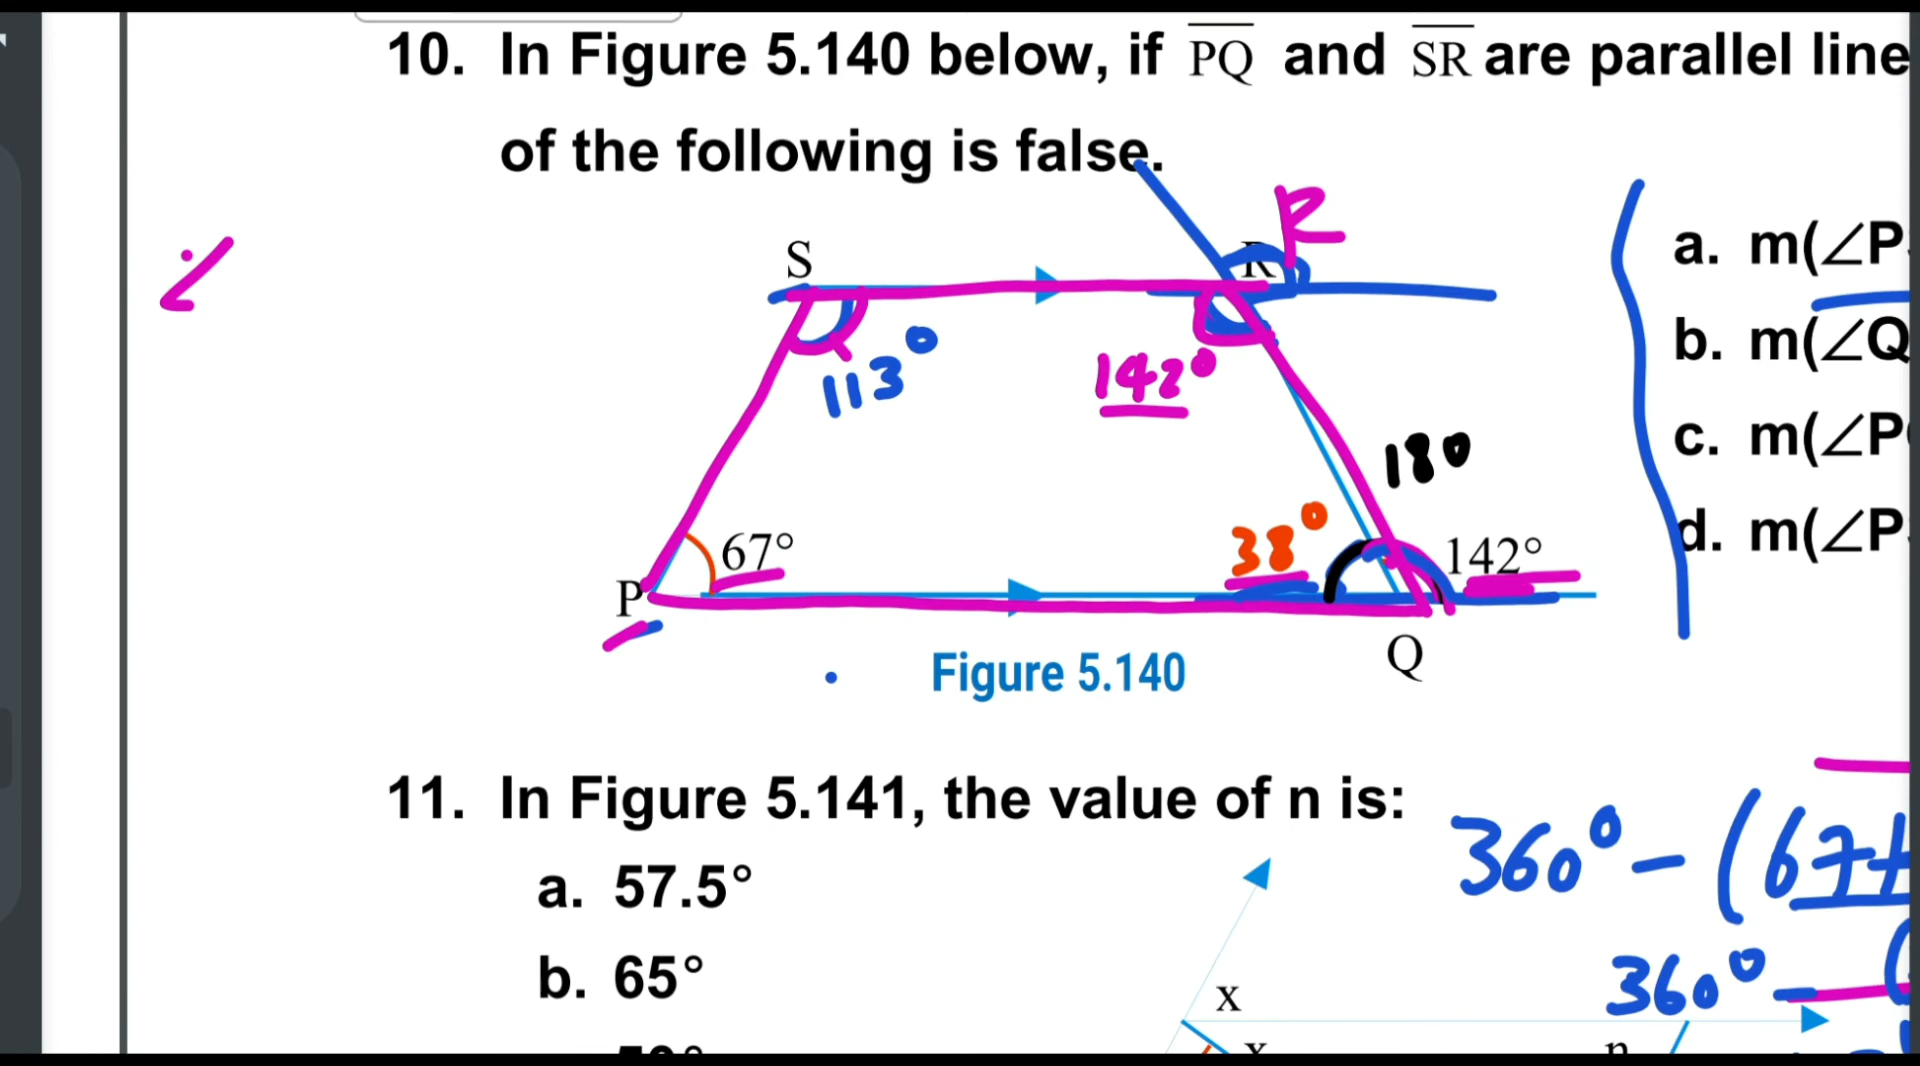 10. In Figure 5.140 below, if PQ and SR are parallel line
of the following is false.
R
S R
a. m(∠P
113°
142°
b. m(∠Q
180
c. m(∠P
67°
38°
142°
d. m(∠P
P
Q
Figure 5.140
11. In Figure 5.141, the value of n is:
360° - (67+
a. 57.5°
b. 65°
360° - (
x
x
n